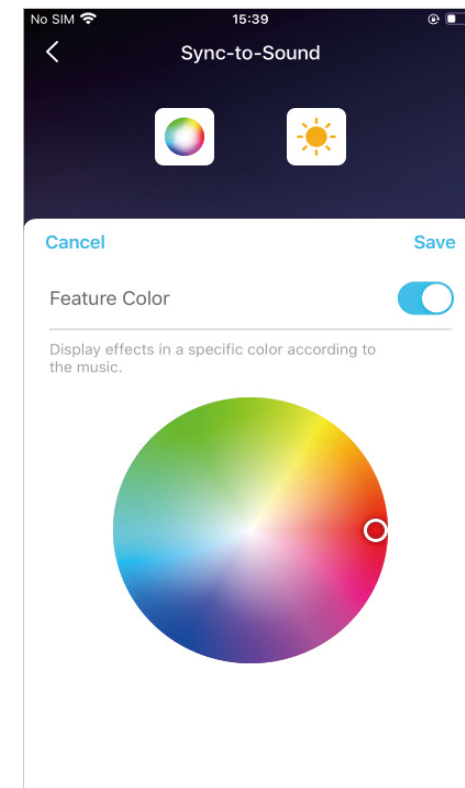 No SIM 15:39
Sync-to-Sound
Cancel Save
Feature Color
Display effects in a specific color according to
the music.